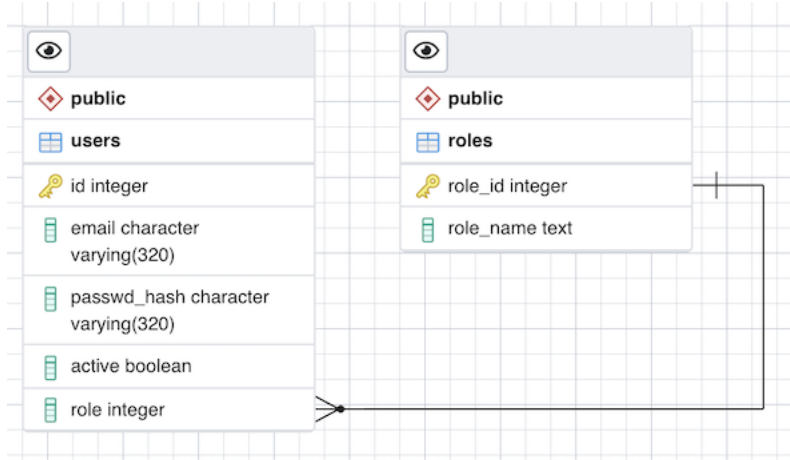 public
users
id integer
email character
varying(320)
passwd_hash character
varying(320)
active boolean
role integer
public
roles
role_id integer
role_name text